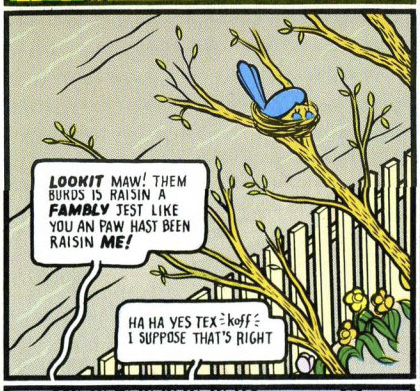 LOOKIT MAW! THEM
BURDS IS RAISIN A
FAMBLY JEST LIKE
YOU AN PAW HAST BEEN
RAISIN ME!
HA HA YES TEX koff
I SUPPOSE THAT'S RIGHT